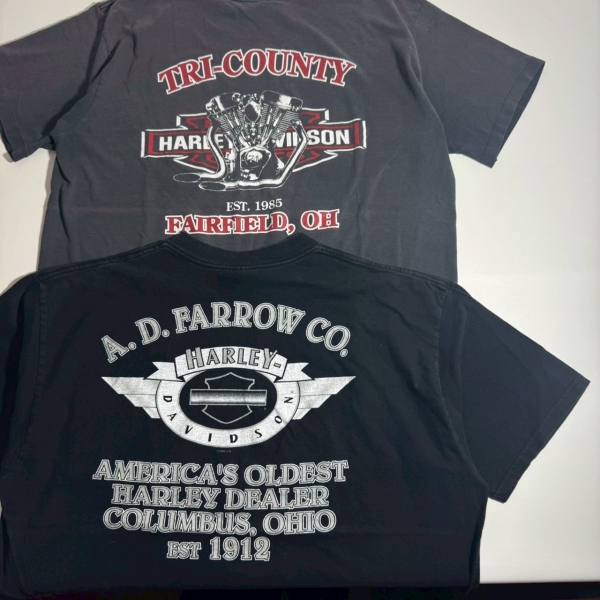 TRI-COUNTY
HARLEY-DAVIDSON
EST. 1985
FAIRFIELD, OH
A. D. FARROW CO.
HARLEY-
DAVIDSON
AMERICA'S OLDEST
HARLEY DEALER
COLUMBUS, OHIO
EST 1912